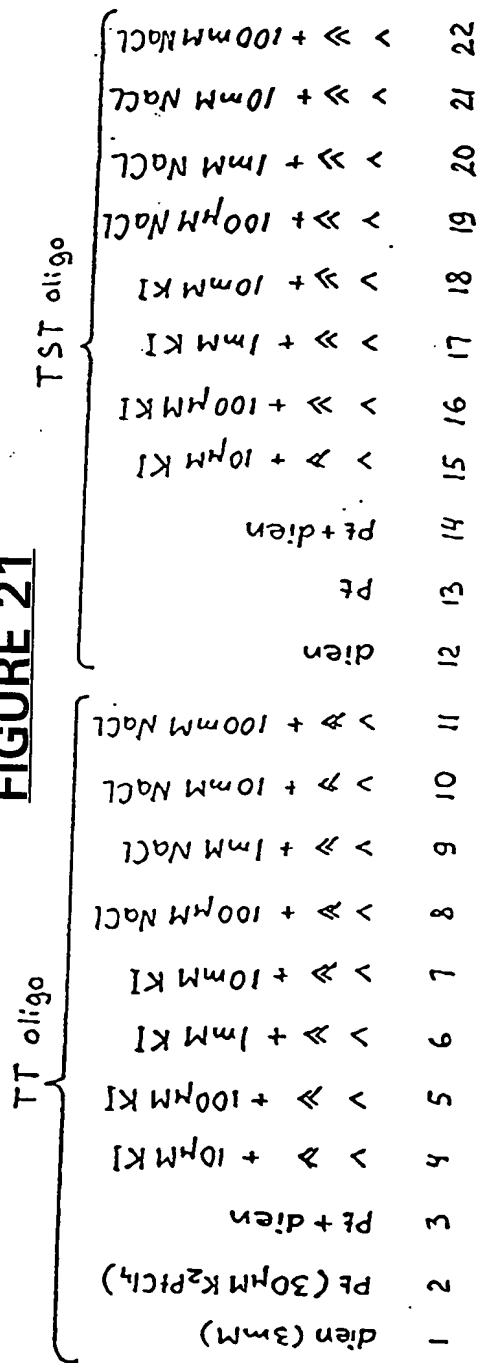 FIGURE 21
TT oligo
1 dien (3mM)
2 Pt (30μM K₂PtCl₄)
3 Pt + dien
4 > ≫ + 10μM KI
5 > ≫ + 100μM KI
6 > ≫ + 1mM KI
7 > ≫ + 10mM KI
8 > ≫ + 100μM NaCl
9 > ≫ + 1mM NaCl
10 > ≫ + 10mM NaCl
11 > ≫ + 100mM NaCl
TST oligo
12 dien
13 Pt
14 Pt + dien
15 > ≫ + 10μM KI
16 > ≫ + 100μM KI
17 > ≫ + 1mM KI
18 > ≫ + 10mM KI
19 > ≫ + 100μM NaCl
20 > ≫ + 1mM NaCl
21 > ≫ + 10mM NaCl
22 > ≫ + 100mM NaCl